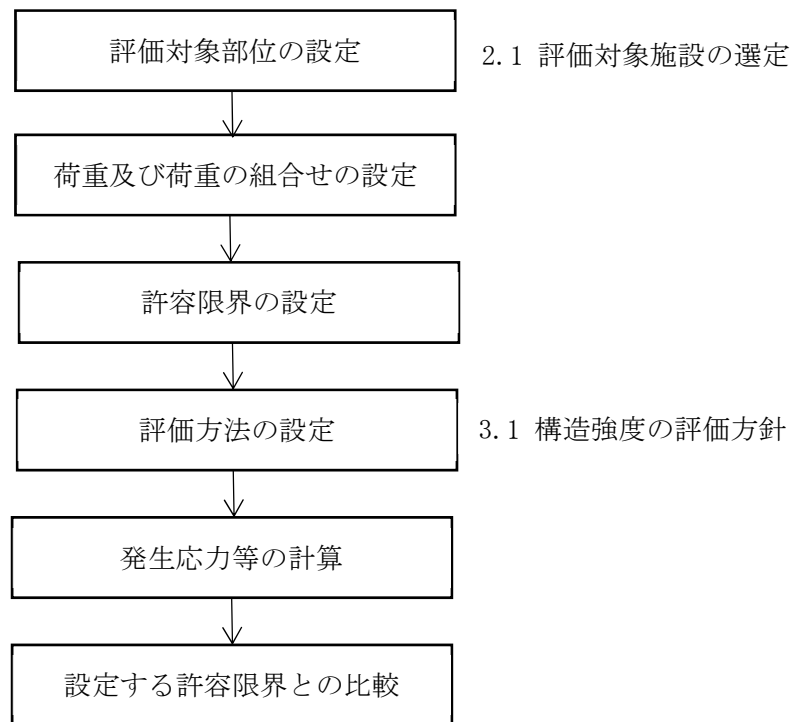 評価対象部位の設定
2.1 評価対象施設の選定
荷重及び荷重の組合せの設定
許容限界の設定
評価方法の設定
3.1 構造強度の評価方針
発生応力等の計算
設定する許容限界との比較